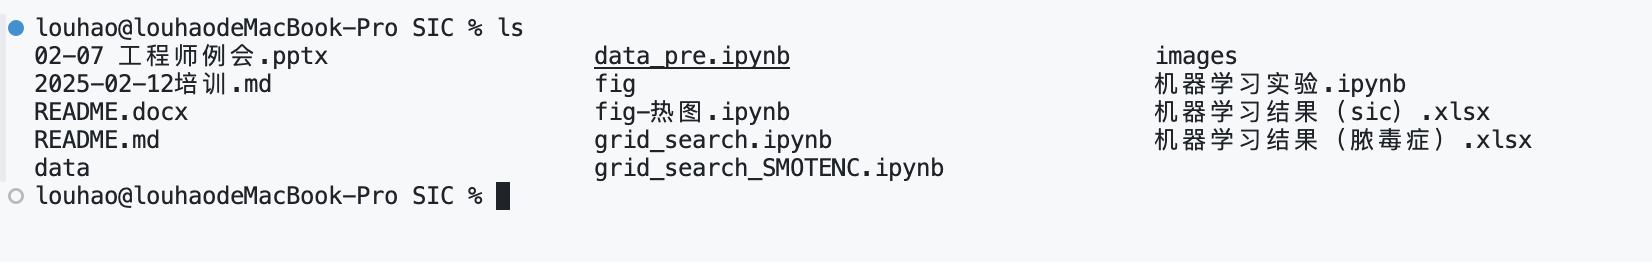 louhao@louhaodeMacBook-Pro SIC % ls
02-07 工程师例会.pptx data_pre.ipynb images
2025-02-12培训.md fig 机器学习实验.ipynb
README.docx fig-热图.ipynb 机器学习结果（sic）.xlsx
README.md grid_search.ipynb 机器学习结果（脓毒症）.xlsx
data grid_search_SMOTENC.ipynb
louhao@louhaodeMacBook-Pro SIC %